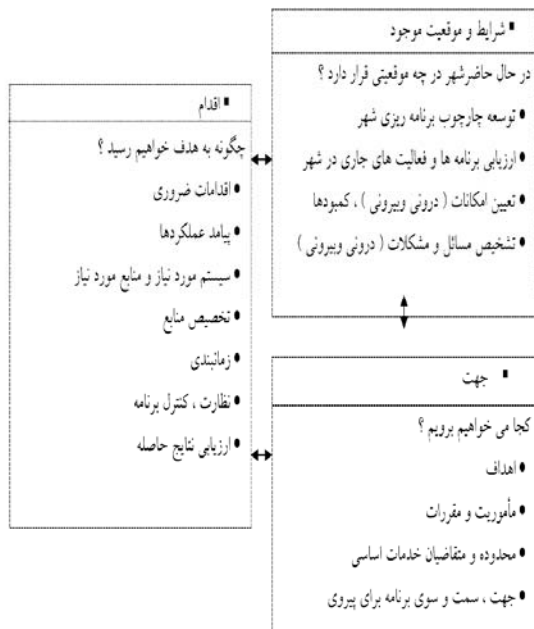 ▪ شرایط و موقعیت موجود
در حال حاضرشهر در چه موقعیتی قرار دارد ؟
• توسعه چارچوب برنامه ریزی شهر
• ارزیابی برنامه ها و فعالیت های جاری در شهر
• تعیین امکانات ( درونی وبیرونی ) ، کمبودها
• تشخیص مسائل و مشکلات ( درونی وبیرونی )
▪ اقدام
چگونه به هدف خواهیم رسید ؟
• اقدامات ضروری
• پیامد عملکردها
• سیستم مورد نیاز و منابع مورد نیاز
• تخصیص منابع
• زمانبندی
• نظارت ، کنترل برنامه
• ارزیابی نتایج حاصله
▪ جهت
کجا می خواهیم برویم ؟
• اهداف
• مأموریت و مقررات
• محدوده و متقاضیان خدمات اساسی
• جهت ، سمت و سوی برنامه برای پیروی